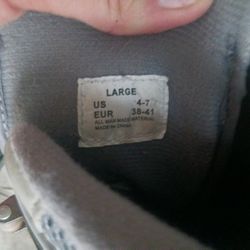 LARGE
US 4-7
EUR 38-41
ALL MAN MADE MATERIAL
MADE IN CHINA